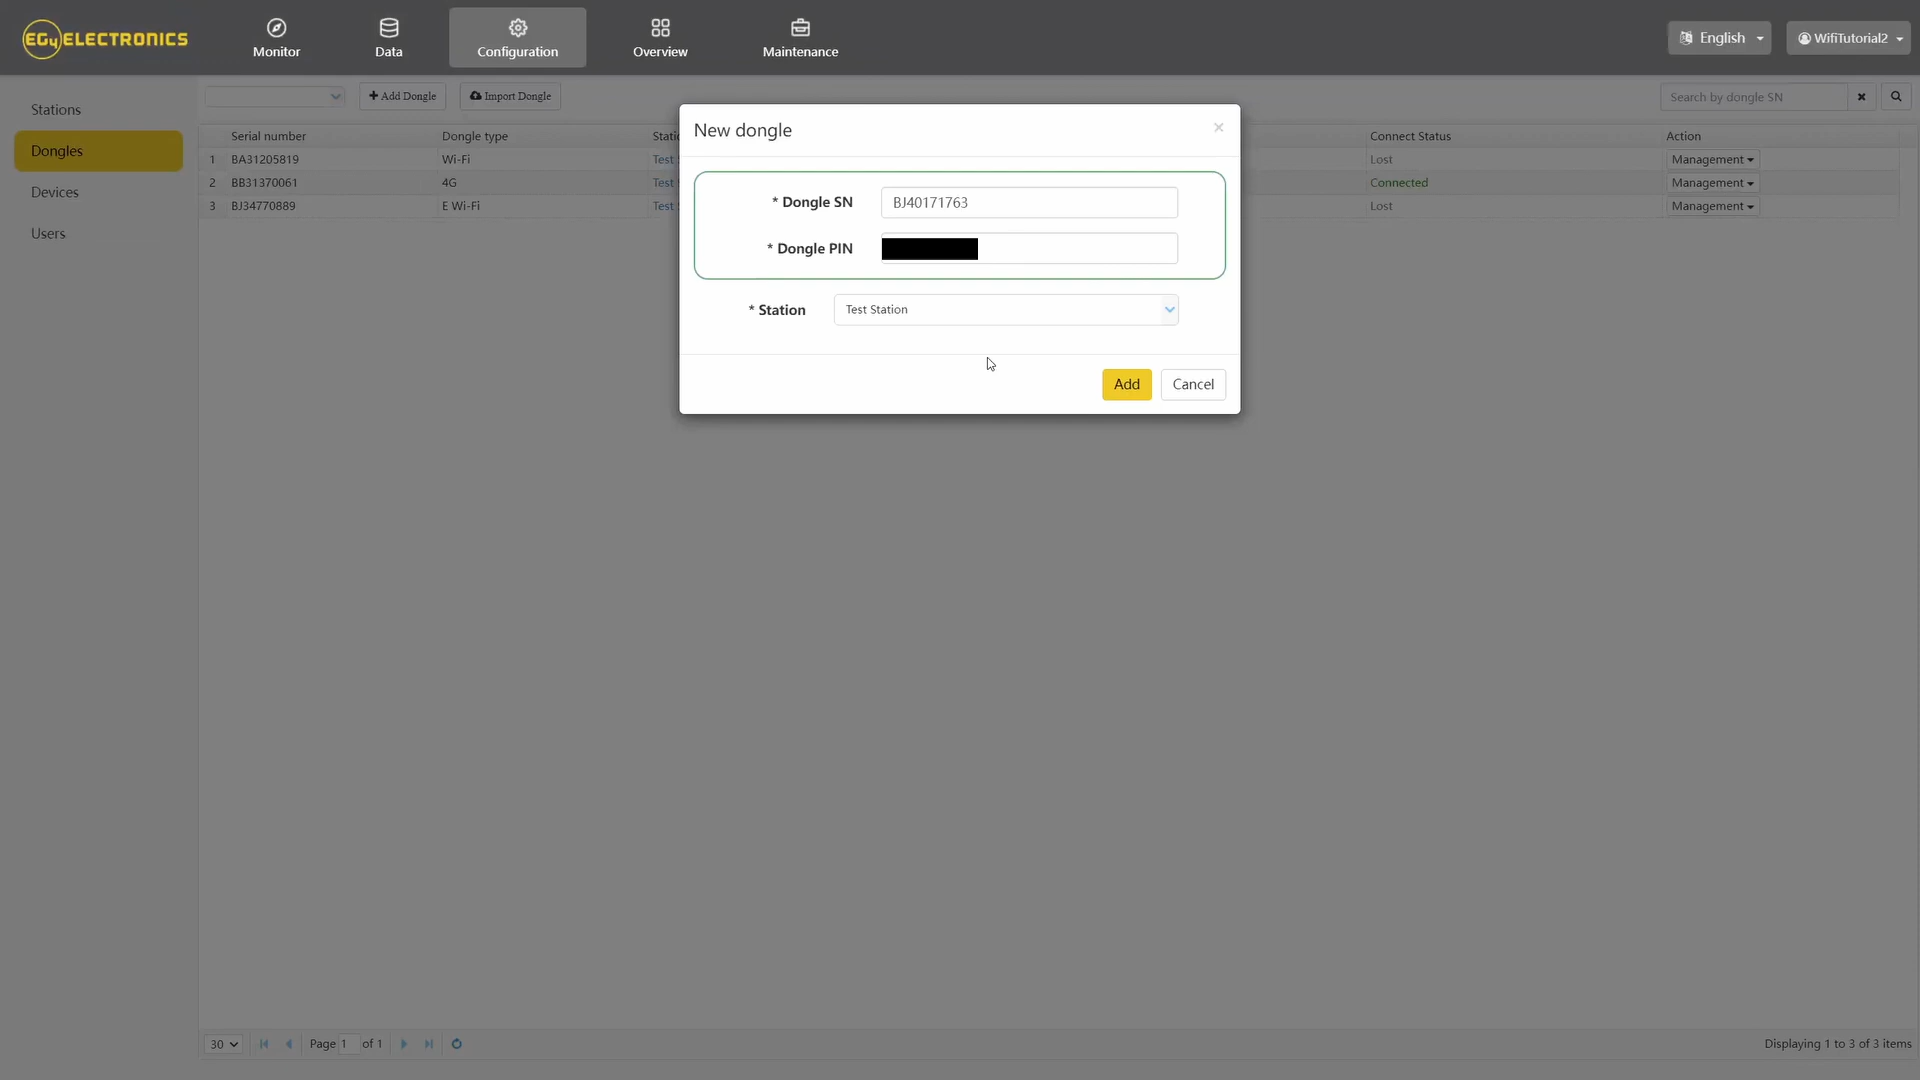 EGyELECTRONICS
Monitor
Data
Configuration
Overview
Maintenance
English
WifiTutorial2
Stations
Dongles
Devices
Users
Add Dongle
Import Dongle
Search by dongle SN
Serial number Dongle type Connect Status Action
1 BA31205819 Wi-Fi Test Lost Management
2 BB31370061 4G Test Connected Management
3 BJ34770889 E Wi-Fi Test Lost Management
New dongle
* Dongle SN BJ40171763
* Dongle PIN
* Station Test Station
Add Cancel
30 Page 1 of 1 Displaying 1 to 3 of 3 items